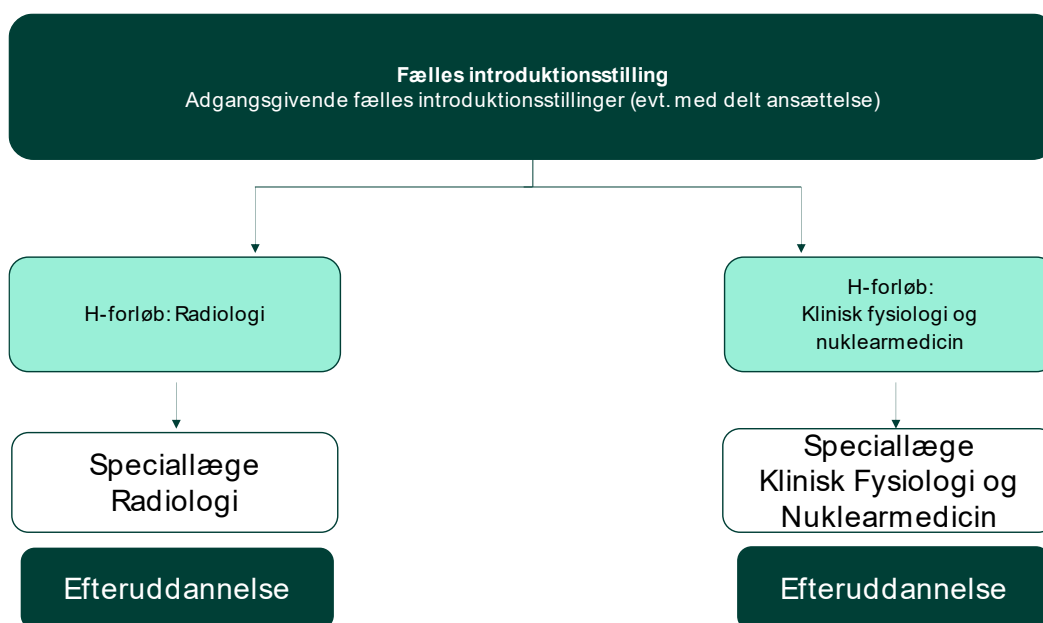 Fælles introduktionsstilling
Adgangsgivende fælles introduktionsstillinger (evt. med delt ansættelse)
H-forløb: Radiologi
H-forløb:
Klinisk fysiologi og
nuklearmedicin
Speciallæge
Radiologi
Speciallæge
Klinisk Fysiologi og
Nuklearmedicin
Efteruddannelse
Efteruddannelse